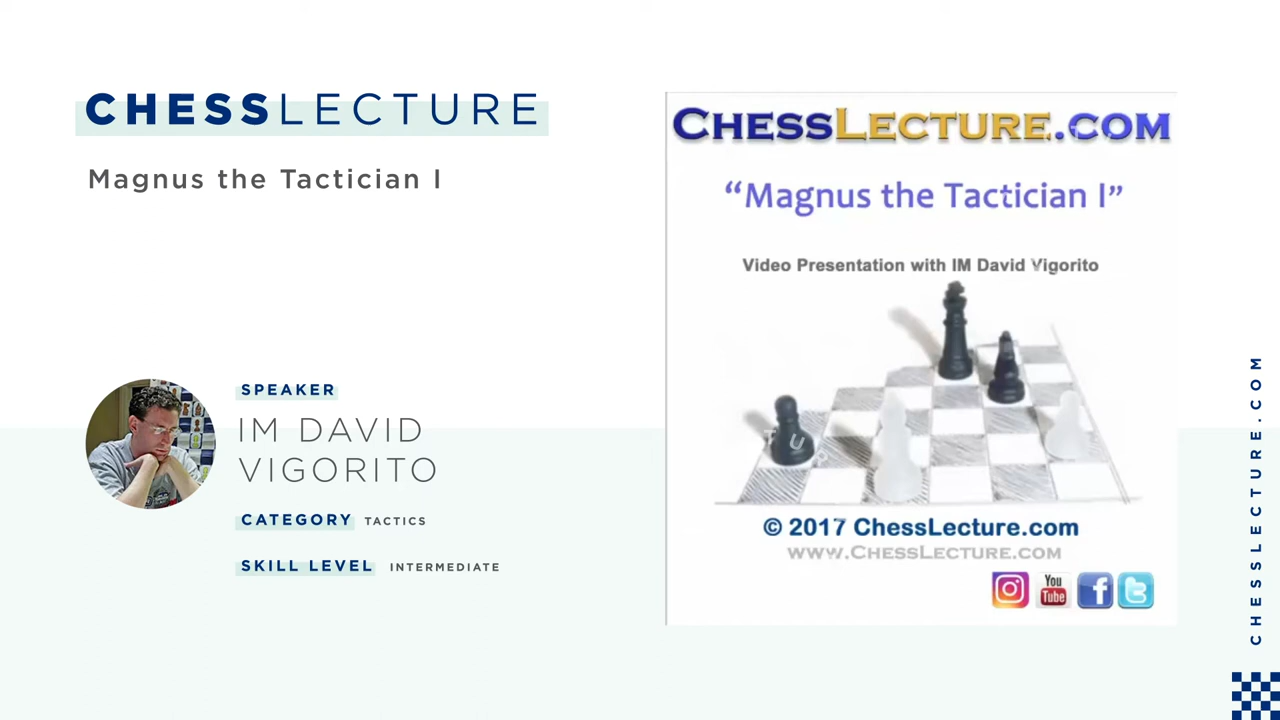 CHESSLECTURE
Magnus the Tactician I
SPEAKER
IM DAVID
VIGORITO
CATEGORY TACTICS
SKILL LEVEL INTERMEDIATE
CHESSLECTURE.COM
“Magnus the Tactician I”
Video Presentation with IM David Vigorito
© 2017 ChessLecture.com
www.ChessLecture.com
You
Tube
CHESSLECTURE.COM